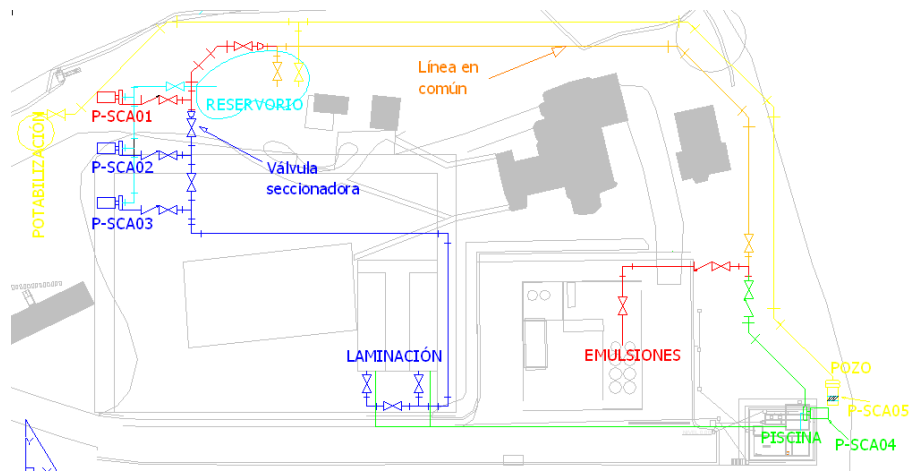 Línea en
común
RESERVORIO
P-SCA01
POTABILIZACIÓN
P-SCA02
Válvula
seccionadora
P-SCA03
LAMINACIÓN
EMULSIONES
POZO
P-SCA05
PISCINA
P-SCA04
Y